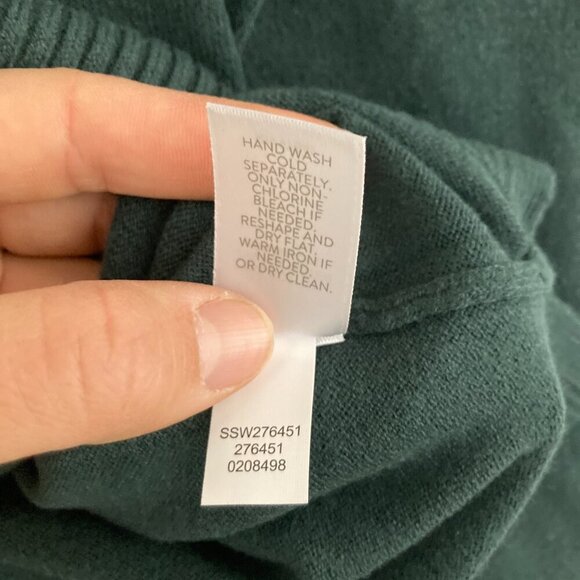 HAND WASH
COLD
SEPARATELY.
ONLY NON-
CHLORINE
BLEACH IF
NEEDED.
RESHAPE AND
DRY FLAT.
WARM IRON IF
NEEDED.
OR DRY CLEAN.
SSW276451
276451
0208498